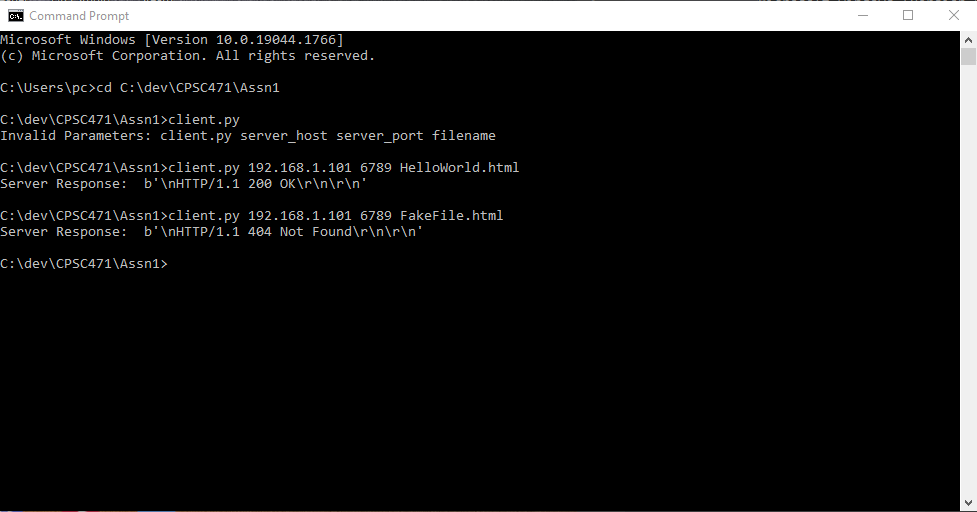 Command Prompt
Microsoft Windows [Version 10.0.19044.1766]
(c) Microsoft Corporation. All rights reserved.
C:\Users\pc>cd C:\dev\CPSC471\Assn1
C:\dev\CPSC471\Assn1>client.py
Invalid Parameters: client.py server_host server_port filename
C:\dev\CPSC471\Assn1>client.py 192.168.1.101 6789 HelloWorld.html
Server Response:  b'\nHTTP/1.1 200 OK\r\n\r\n'
C:\dev\CPSC471\Assn1>client.py 192.168.1.101 6789 FakeFile.html
Server Response:  b'\nHTTP/1.1 404 Not Found\r\n\r\n'
C:\dev\CPSC471\Assn1>